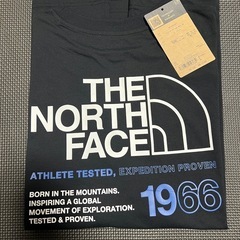 THE
NORTH
FACE
ATHLETE TESTED, EXPEDITION PROVEN
BORN IN THE MOUNTAINS.
INSPIRING A GLOBAL
MOVEMENT OF EXPLORATION.
TESTED & PROVEN.
1966